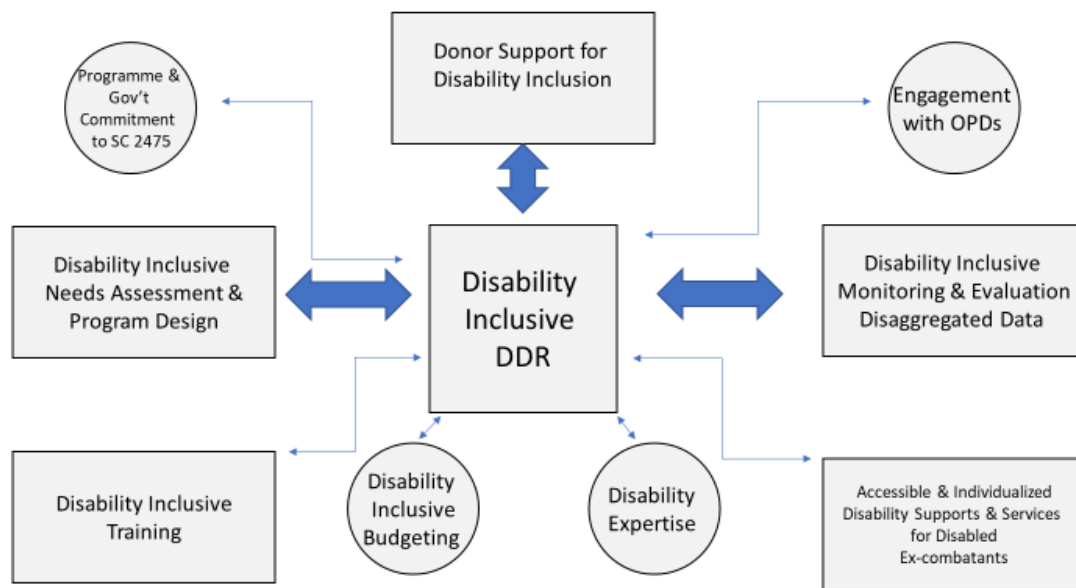 Donor Support for
Disability Inclusion
Programme &
Gov't
Commitment
to SC 2475
Engagement
with OPDs
Disability Inclusive
Needs Assessment &
Program Design
Disability
Inclusive
DDR
Disability Inclusive
Monitoring & Evaluation
Disaggregated Data
Disability Inclusive
Training
Disability
Inclusive
Budgeting
Disability
Expertise
Accessible & Individualized
Disability Supports & Services
for Disabled
Ex-combatants